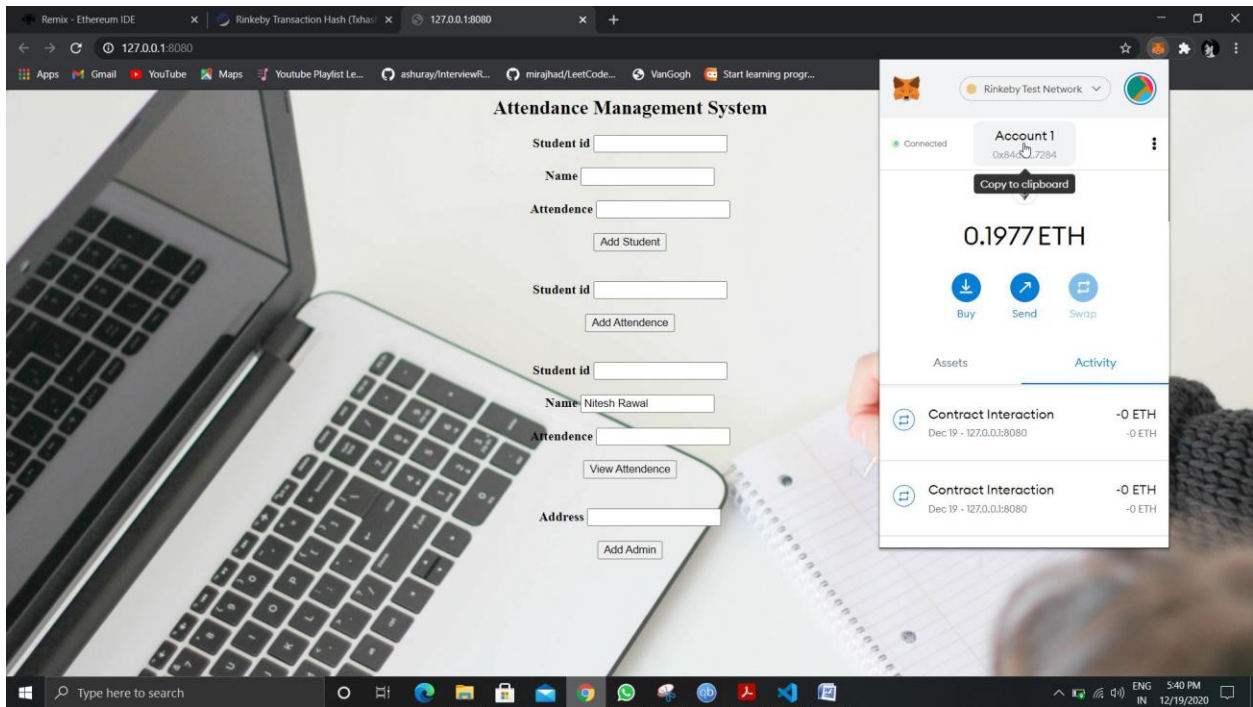 Remix - Ethereum IDE
Rinkeby Transaction Hash (Txhas
127.0.0.1:8080
127.0.0.1:8080
Apps
Gmail
YouTube
Maps
Youtube Playlist Le...
ashuray/InterviewR...
mirajhad/LeetCode...
VanGogh
Start learning progr...
Attendance Management System
Student id
Name
Attendence
Add Student
Student id
Add Attendence
Student id
Name Nitesh Rawal
Attendence
View Attendence
Address
Add Admin
Rinkeby Test Network
Connected
Account 1
Copy to clipboard
0.1977 ETH
Buy
Send
Swap
Assets
Activity
Contract Interaction -0 ETH
Dec 19 - 127.0.0.1:8080 -0 ETH
Contract Interaction -0 ETH
Dec 19 - 127.0.0.1:8080 -0 ETH
Type here to search
ENG 5:40 PM
IN 12/19/2020